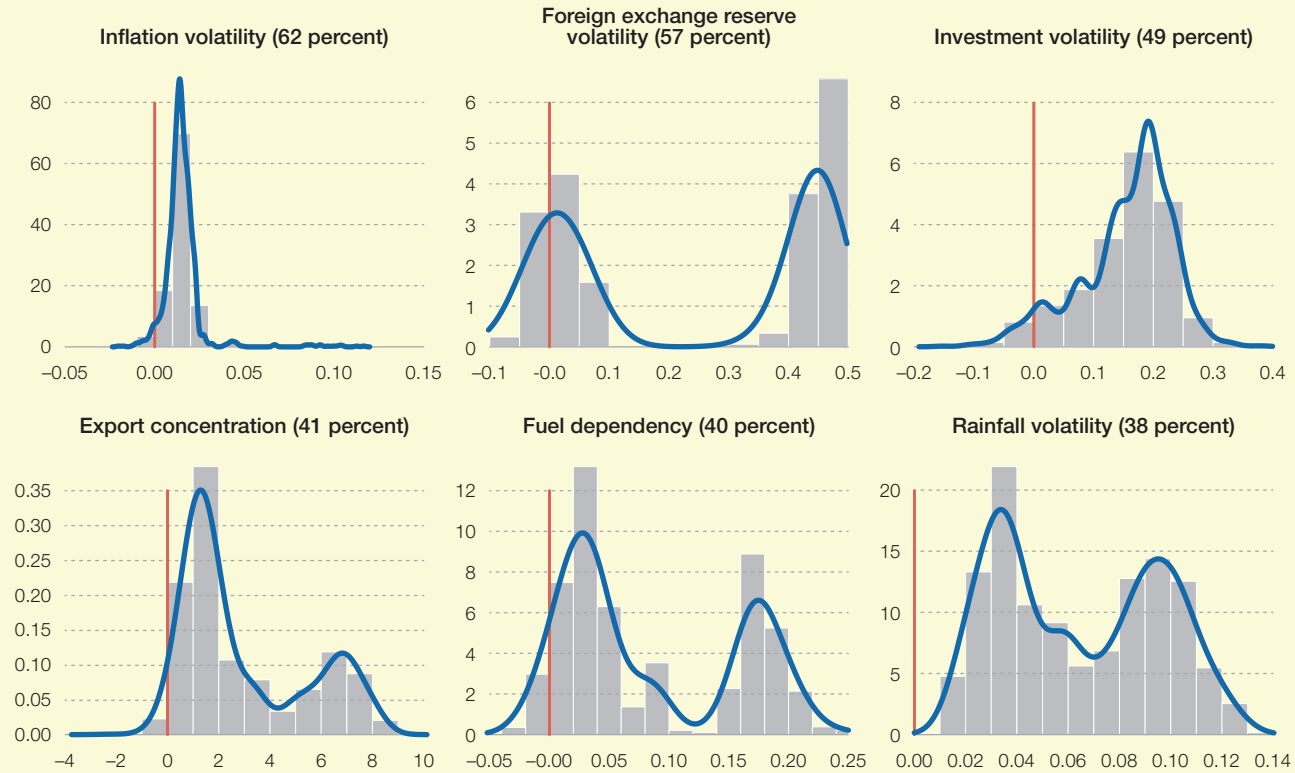 Inflation volatility (62 percent)
80
60
40
20
0
–0.05 0.00 0.05 0.10 0.15
Foreign exchange reserve
volatility (57 percent)
6
5
4
3
2
1
0
–0.1 –0.0 0.1 0.2 0.3 0.4 0.5
Investment volatility (49 percent)
8
6
4
2
0
–0.2 –0.1 0.0 0.1 0.2 0.3 0.4
Export concentration (41 percent)
0.35
0.30
0.25
0.20
0.15
0.10
0.05
0.00
–4 –2 0 2 4 6 8 10
Fuel dependency (40 percent)
12
10
8
6
4
2
0
–0.05 –0.00 0.05 0.10 0.15 0.20 0.25
Rainfall volatility (38 percent)
20
15
10
5
0
0.00 0.02 0.04 0.06 0.08 0.10 0.12 0.14